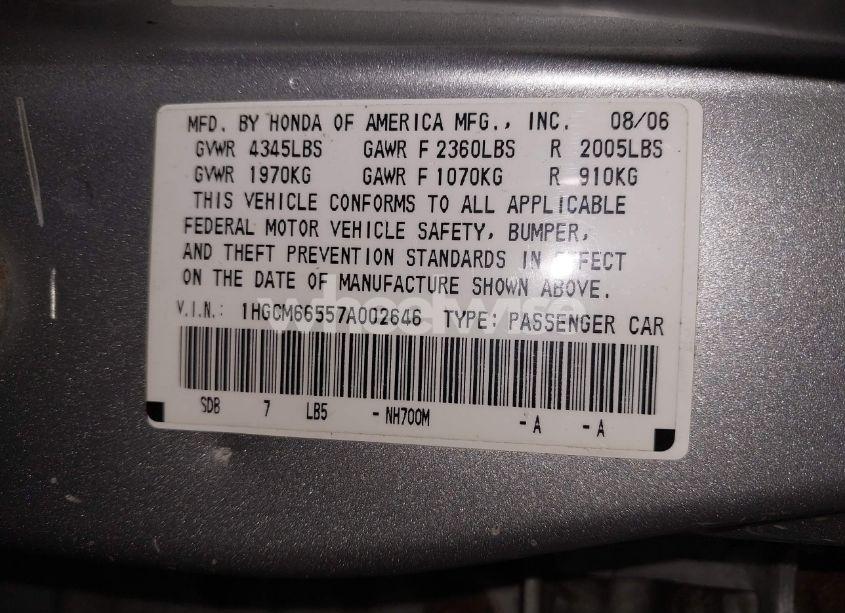 MFD. BY HONDA OF AMERICA MFG., INC. 08/06
GVWR 4345LBS GAWR F 2360LBS R 2005LBS
GVWR 1970KG GAWR F 1070KG R 910KG
THIS VEHICLE CONFORMS TO ALL APPLICABLE
FEDERAL MOTOR VEHICLE SAFETY, BUMPER,
AND THEFT PREVENTION STANDARDS IN EFFECT
ON THE DATE OF MANUFACTURE SHOWN ABOVE.
wheelwise
V.I.N.: 1HGCM66557A002646 TYPE: PASSENGER CAR
SDB 7 LB5 - NH700M - A - A